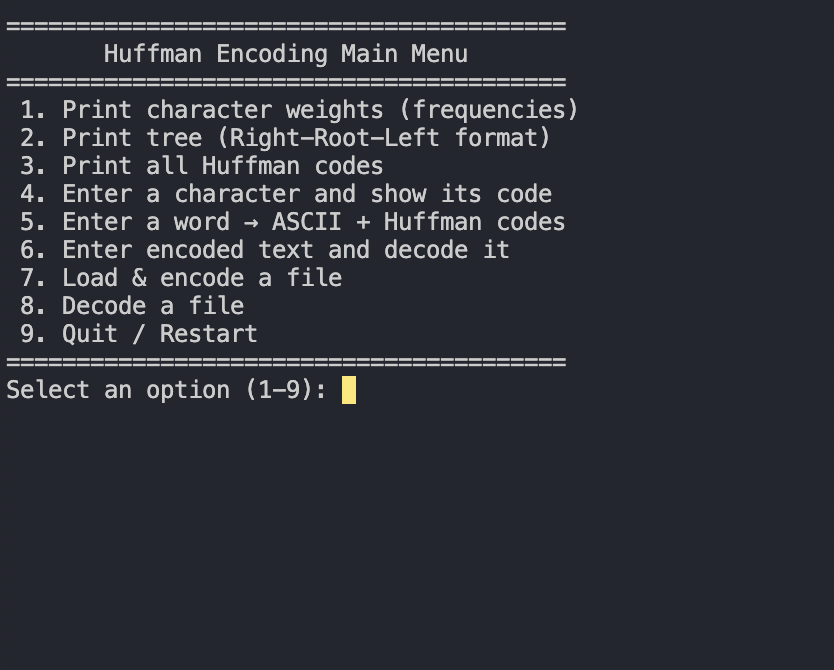 ========================================
Huffman Encoding Main Menu
========================================
1. Print character weights (frequencies)
2. Print tree (Right-Root-Left format)
3. Print all Huffman codes
4. Enter a character and show its code
5. Enter a word → ASCII + Huffman codes
6. Enter encoded text and decode it
7. Load & encode a file
8. Decode a file
9. Quit / Restart
========================================
Select an option (1-9):